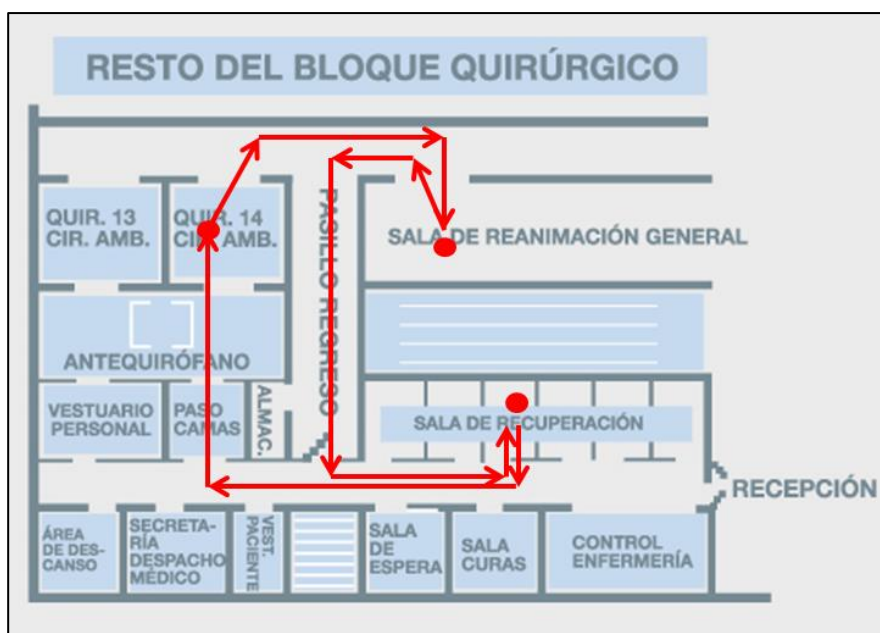 RESTO DEL BLOQUE QUIRÚRGICO
QUIR. 13
CIR. AMB.
QUIR. 14
CIR. AMB.
PASILLO REGRESO
SALA DE REANIMACIÓN GENERAL
ANTEQUIRÓFANO
VESTUARIO
PERSONAL
PASO
CAMAS
ALMAC.
SALA DE RECUPERACIÓN
RECEPCIÓN
ÁREA
DE DES-
CANSO
SECRETA-
RÍA
DESPACHO
MÉDICO
VEST.
PACIENTE
SALA
DE
ESPERA
SALA
CURAS
CONTROL
ENFERMERÍA